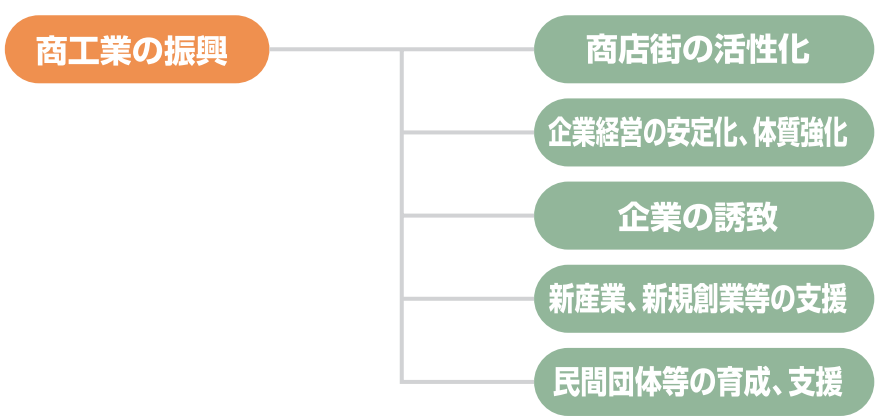 商工業の振興
商店街の活性化
企業経営の安定化、体質強化
企業の誘致
新産業、新規創業等の支援
民間団体等の育成、支援